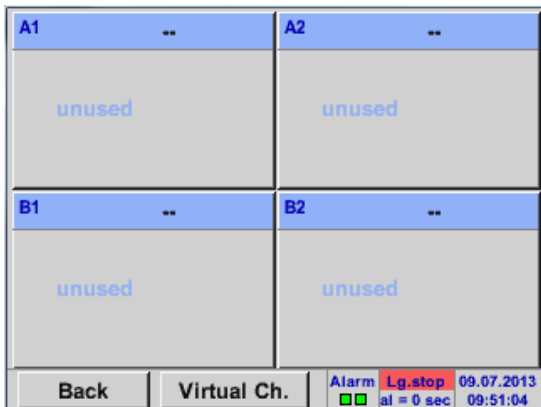 A1 --
A2 --
unused
unused
B1 --
B2 --
unused
unused
Back
Virtual Ch.
Alarm
Lg.stop
al = 0 sec
09.07.2013
09:51:04